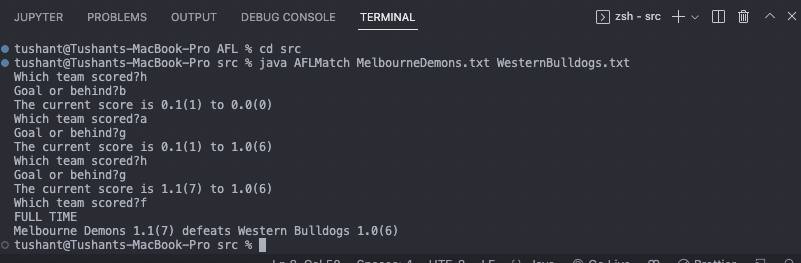 JUPYTER PROBLEMS OUTPUT DEBUG CONSOLE TERMINAL zsh - src
tushant@Tushants-MacBook-Pro AFL % cd src
tushant@Tushants-MacBook-Pro src % java AFLMatch MelbourneDemons.txt WesternBulldogs.txt
Which team scored?h
Goal or behind?b
The current score is 0.1(1) to 0.0(0)
Which team scored?a
Goal or behind?g
The current score is 0.1(1) to 1.0(6)
Which team scored?h
Goal or behind?g
The current score is 1.1(7) to 1.0(6)
Which team scored?f
FULL TIME
Melbourne Demons 1.1(7) defeats Western Bulldogs 1.0(6)
tushant@Tushants-MacBook-Pro src %